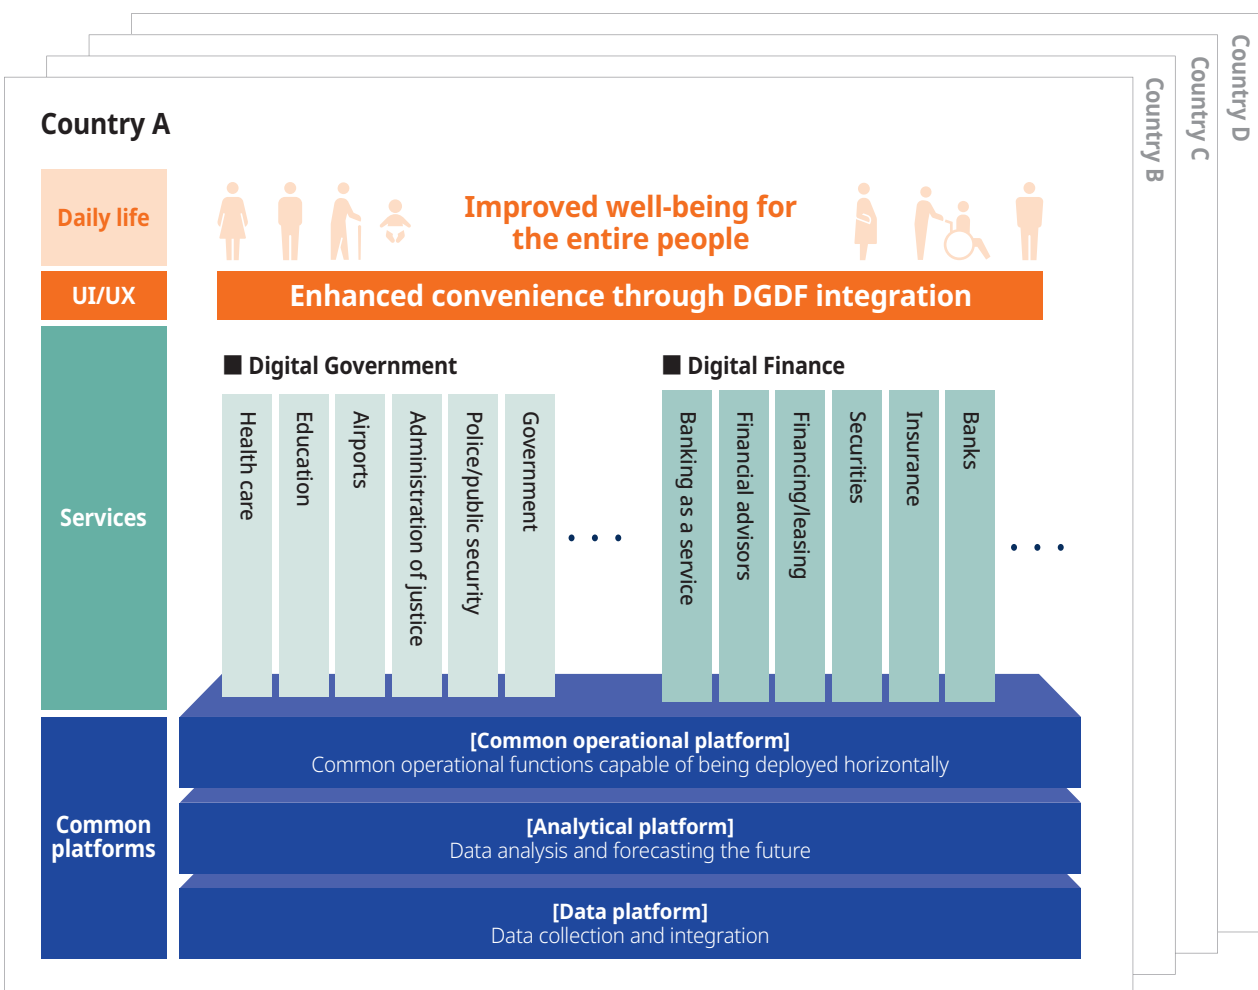 Country A
Country B
Country C
Country D
Daily life
Improved well-being for
the entire people
UI/UX
Enhanced convenience through DGDF integration
Services
■ Digital Government
Health care
Education
Airports
Administration of justice
Police/public security
Government
• • •
■ Digital Finance
Banking as a service
Financial advisors
Financing/leasing
Securities
Insurance
Banks
• • •
Common
platforms
[Common operational platform]
Common operational functions capable of being deployed horizontally
[Analytical platform]
Data analysis and forecasting the future
[Data platform]
Data collection and integration